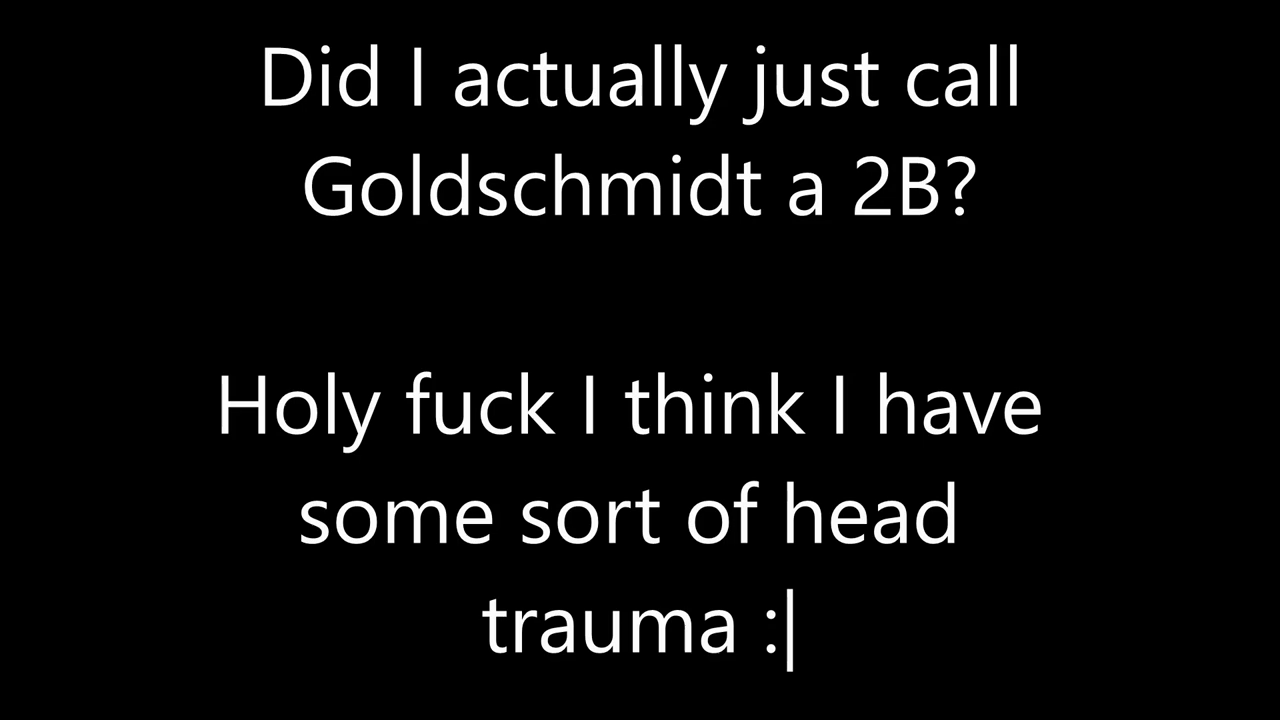 Did I actually just call
Goldschmidt a 2B?
Holy fuck I think I have
some sort of head
trauma :|